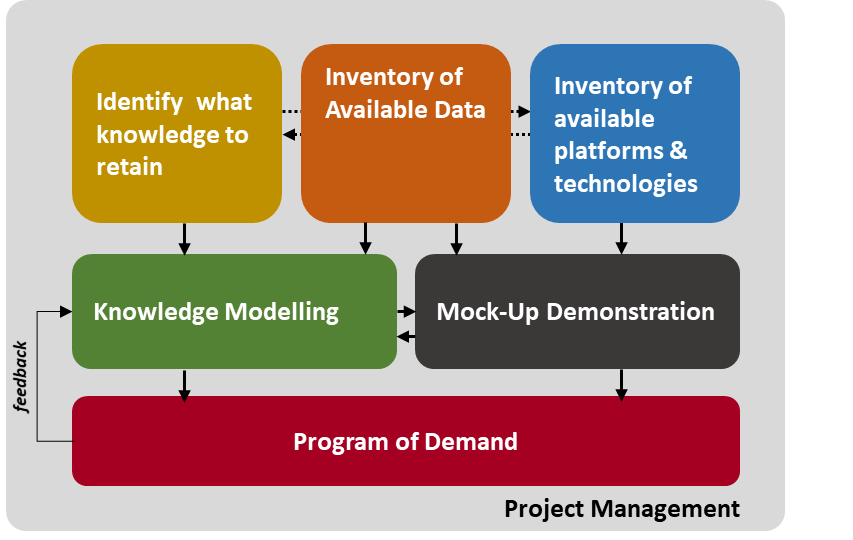 Identify what
knowledge to
retain
Inventory of
Available Data
Inventory of
available
platforms &
technologies
Knowledge Modelling
Mock-Up Demonstration
feedback
Program of Demand
Project Management